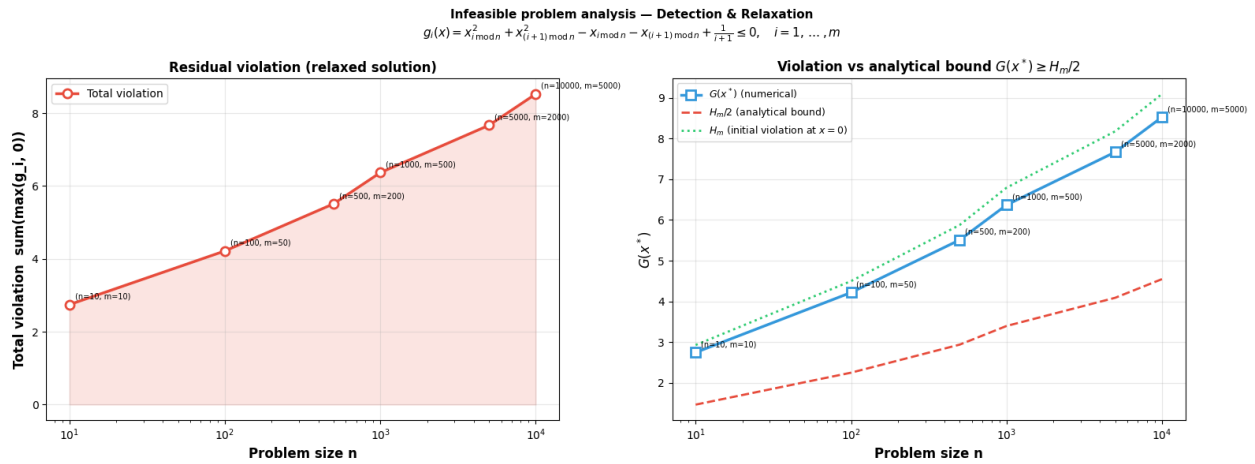 Infeasible problem analysis — Detection & Relaxation
g_i(x) = x²_{i mod n} + x²_{(i+1) mod n} − x_{i mod n} − x_{(i+1) mod n} + 1/(i+1) ≤ 0,   i = 1, …, m
Residual violation (relaxed solution)
Total violation
Total violation sum(max(g_i, 0))
8
6
4
2
0
(n=10, m=10)
(n=100, m=50)
(n=500, m=200)
(n=1000, m=500)
(n=5000, m=2000)
(n=10000, m=5000)
10¹
10²
10³
10⁴
Problem size n
Violation vs analytical bound G(x*) ≥ H_m/2
G(x*) (numerical)
H_m/2 (analytical bound)
H_m (initial violation at x = 0)
G(x*)
9
8
7
6
5
4
3
2
(n=10, m=10)
(n=100, m=50)
(n=500, m=200)
(n=1000, m=500)
(n=5000, m=2000)
(n=10000, m=5000)
10¹
10²
10³
10⁴
Problem size n